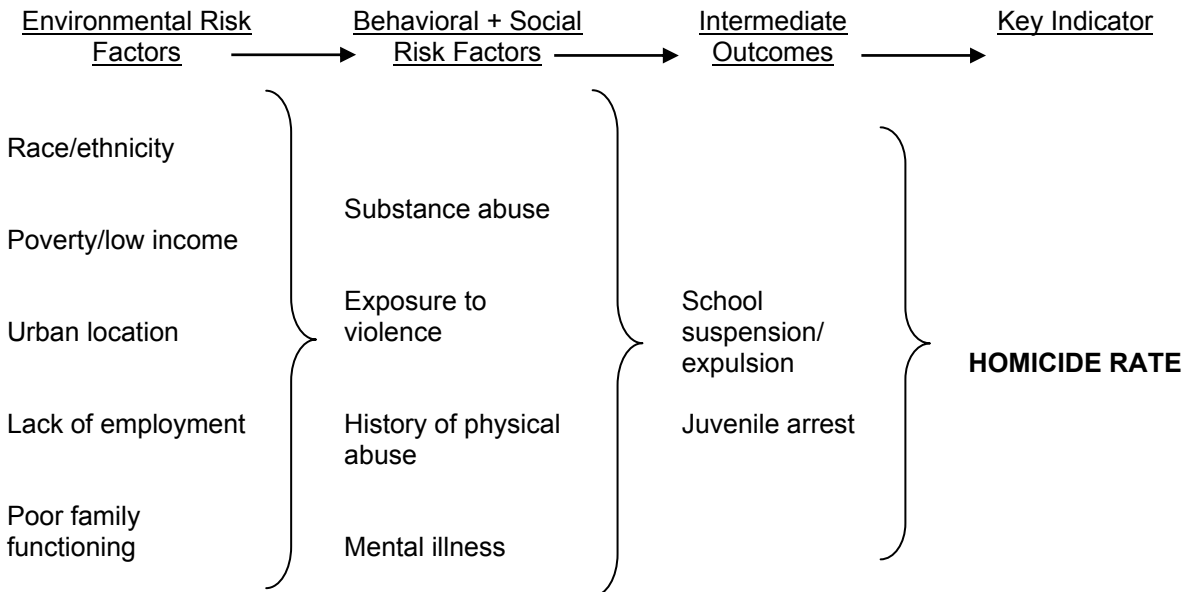 Environmental Risk
Factors
Behavioral + Social
Risk Factors
Intermediate
Outcomes
Key Indicator
Race/ethnicity
Poverty/low income
Urban location
Lack of employment
Poor family
functioning
Substance abuse
Exposure to
violence
History of physical
abuse
Mental illness
School
suspension/
expulsion
Juvenile arrest
HOMICIDE RATE